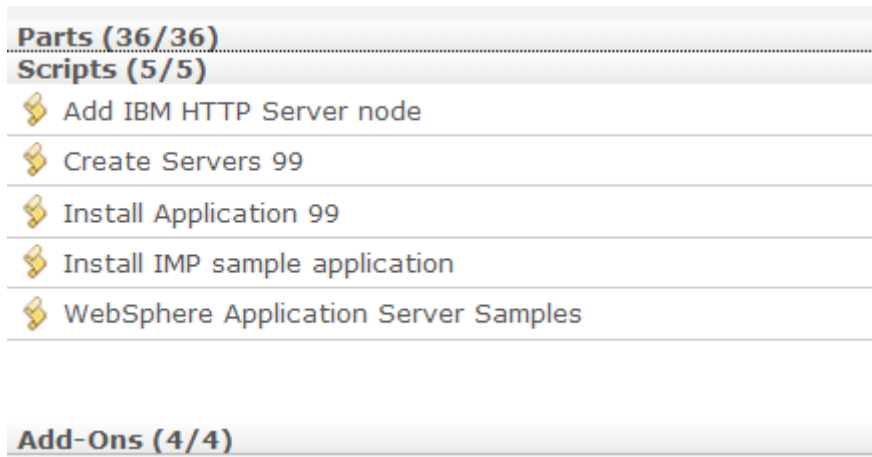 Parts (36/36)
Scripts (5/5)
Add IBM HTTP Server node
Create Servers 99
Install Application 99
Install IMP sample application
WebSphere Application Server Samples
Add-Ons (4/4)